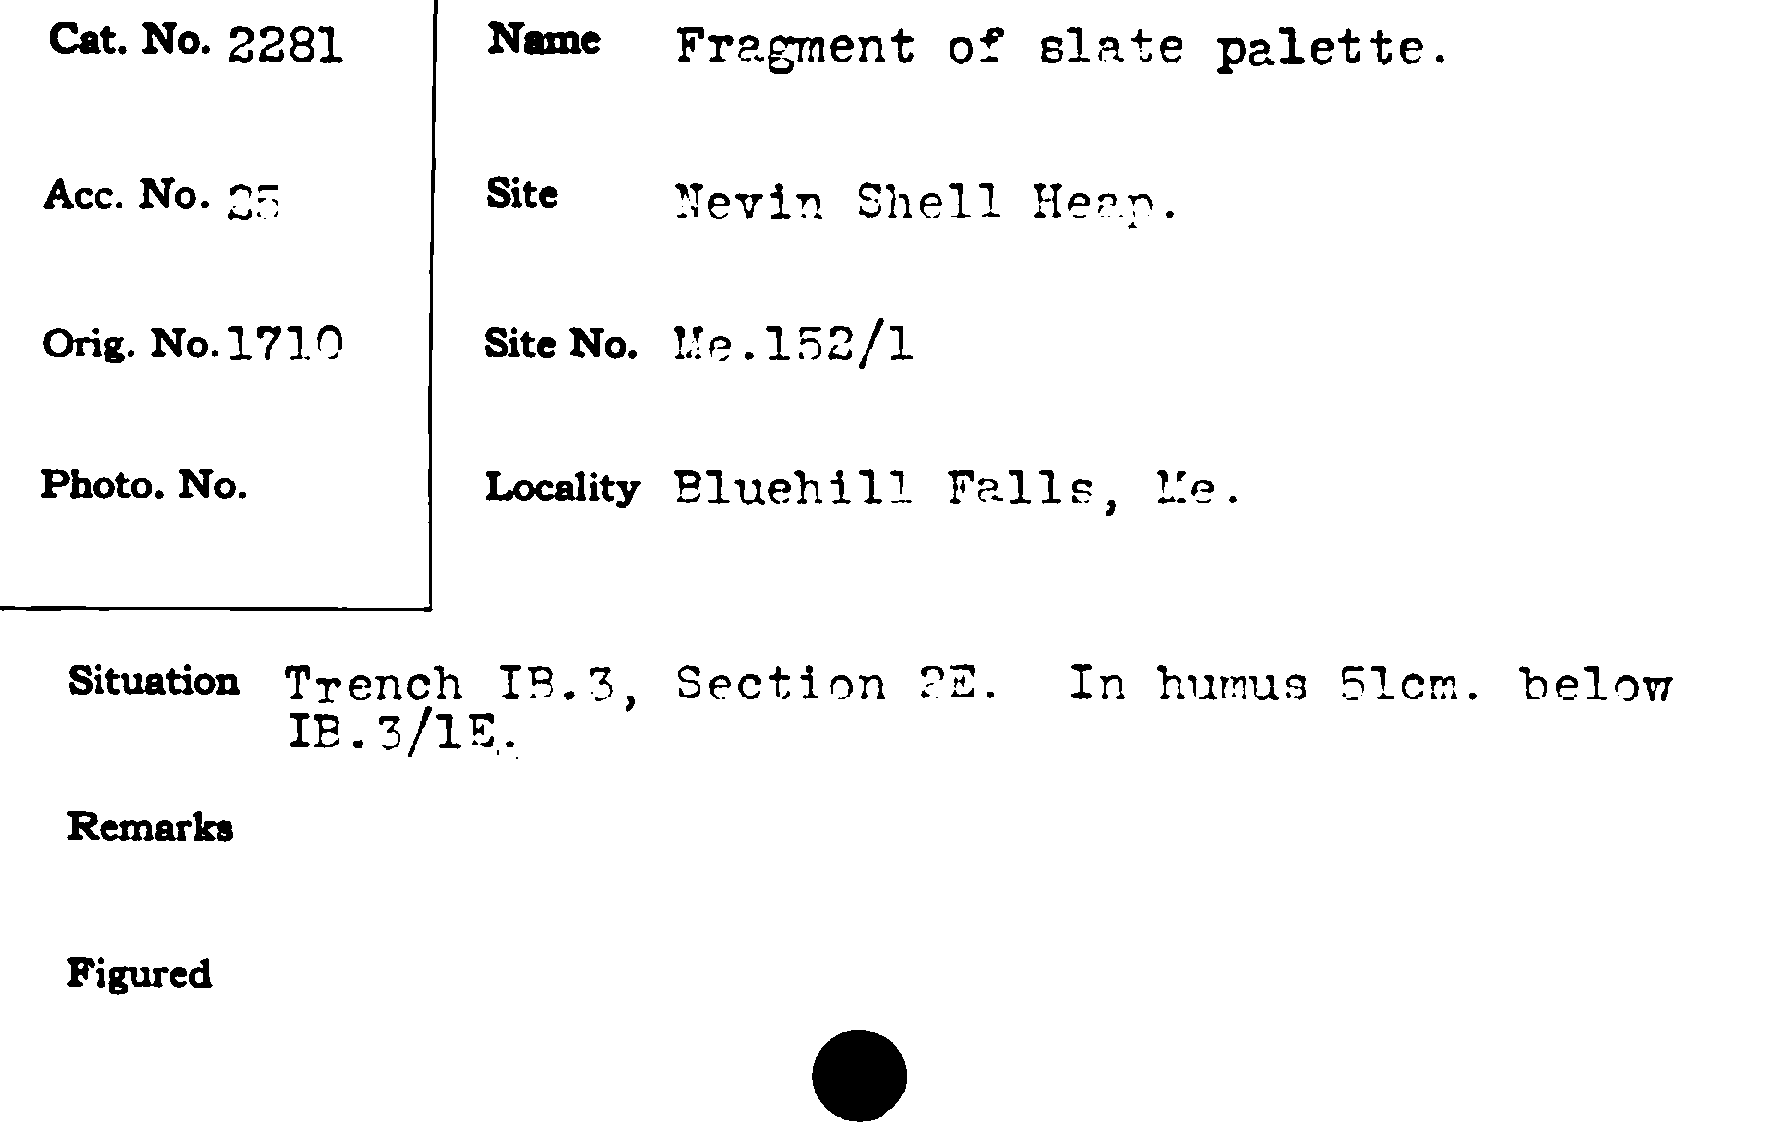 Cat. No. 2281
Name Fragment of slate palette.
Acc. No. 25
Site Nevin Shell Heap.
Orig. No. 1710
Site No. Me.152/1
Photo. No.
Locality Bluehill Falls, Me.
Situation Trench IB.3, Section 2E. In humus 51cm. below
IB.3/1E.
Remarks
Figured